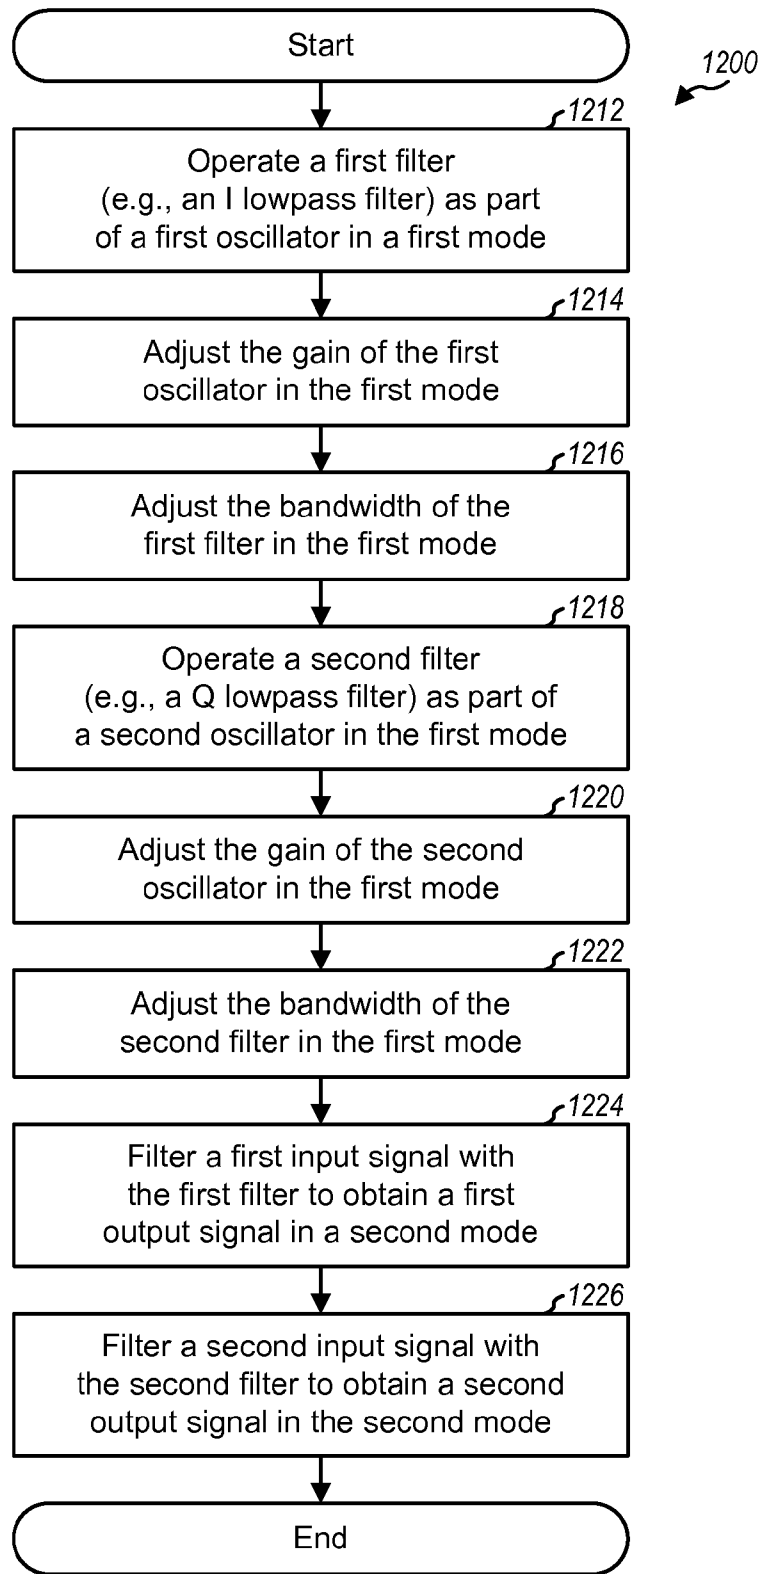 Start
1200
1212
Operate a first filter
(e.g., an I lowpass filter) as part
of a first oscillator in a first mode
1214
Adjust the gain of the first
oscillator in the first mode
1216
Adjust the bandwidth of the
first filter in the first mode
1218
Operate a second filter
(e.g., a Q lowpass filter) as part of
a second oscillator in the first mode
1220
Adjust the gain of the second
oscillator in the first mode
1222
Adjust the bandwidth of the
second filter in the first mode
1224
Filter a first input signal with
the first filter to obtain a first
output signal in a second mode
1226
Filter a second input signal with
the second filter to obtain a second
output signal in the second mode
End